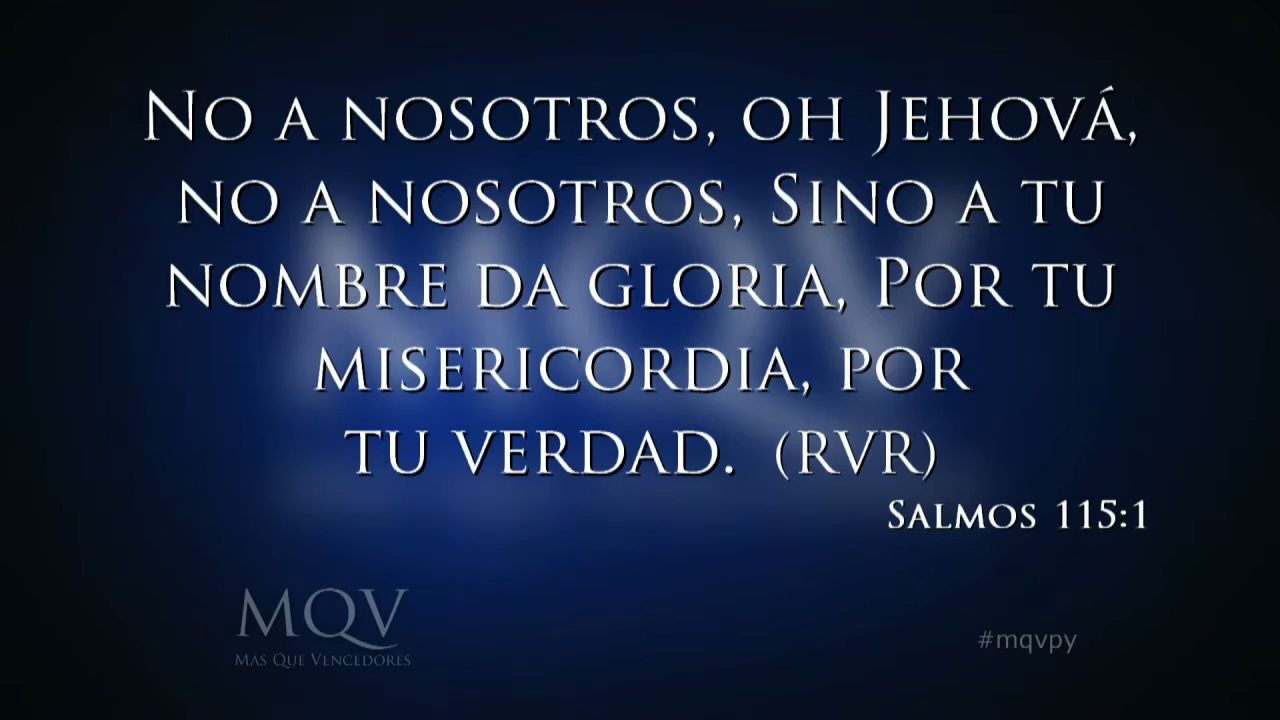 No a nosotros, oh Jehová,
no a nosotros, Sino a tu
nombre da gloria, Por tu
misericordia, por
tu verdad. (RVR)
Salmos 115:1
MQV
Más Que Vencedores
#mqvpy